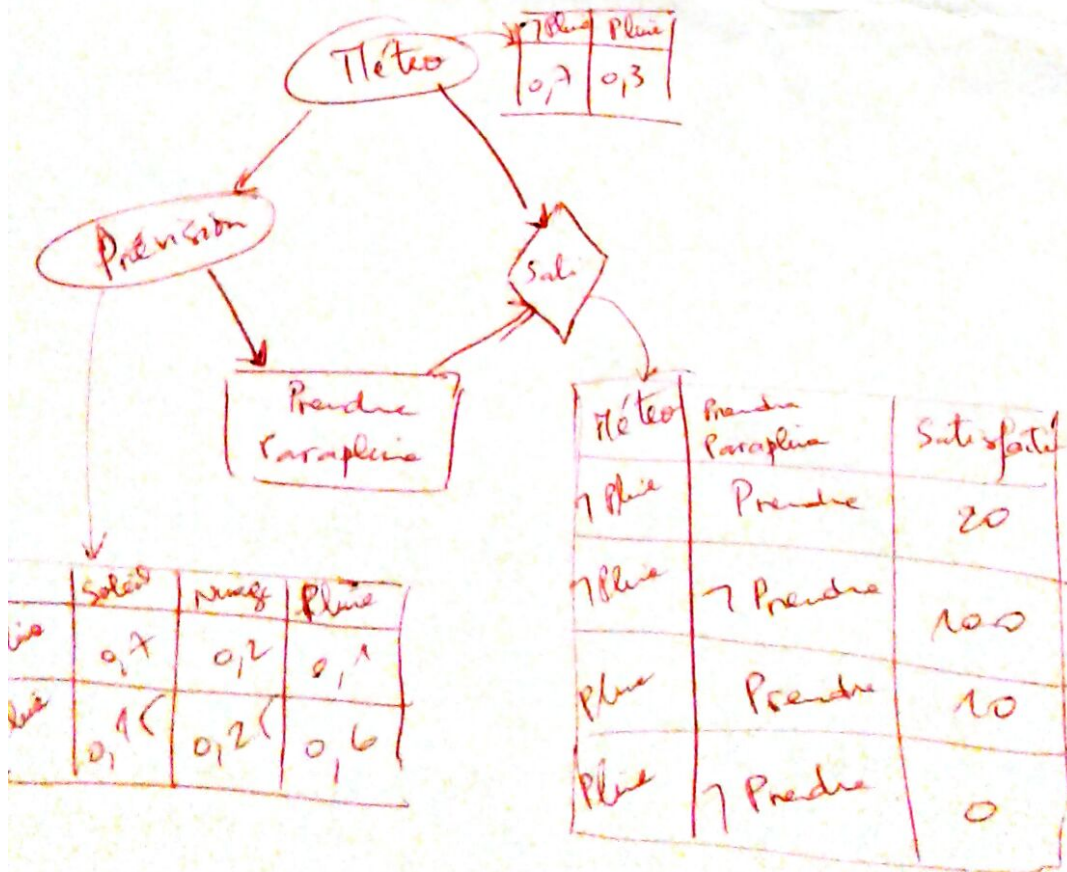 Météo
¬Pluie Pluie
0,7 0,3
Prévision
Sati
Prendre
Parapluie
Météo Prendre Parapluie Satisfacti
¬Pluie Prendre 20
¬Pluie ¬Prendre 100
Pluie Prendre 10
Pluie ¬Prendre 0
Soleil Nuage Pluie
0,7 0,2 0,1
0,15 0,25 0,6